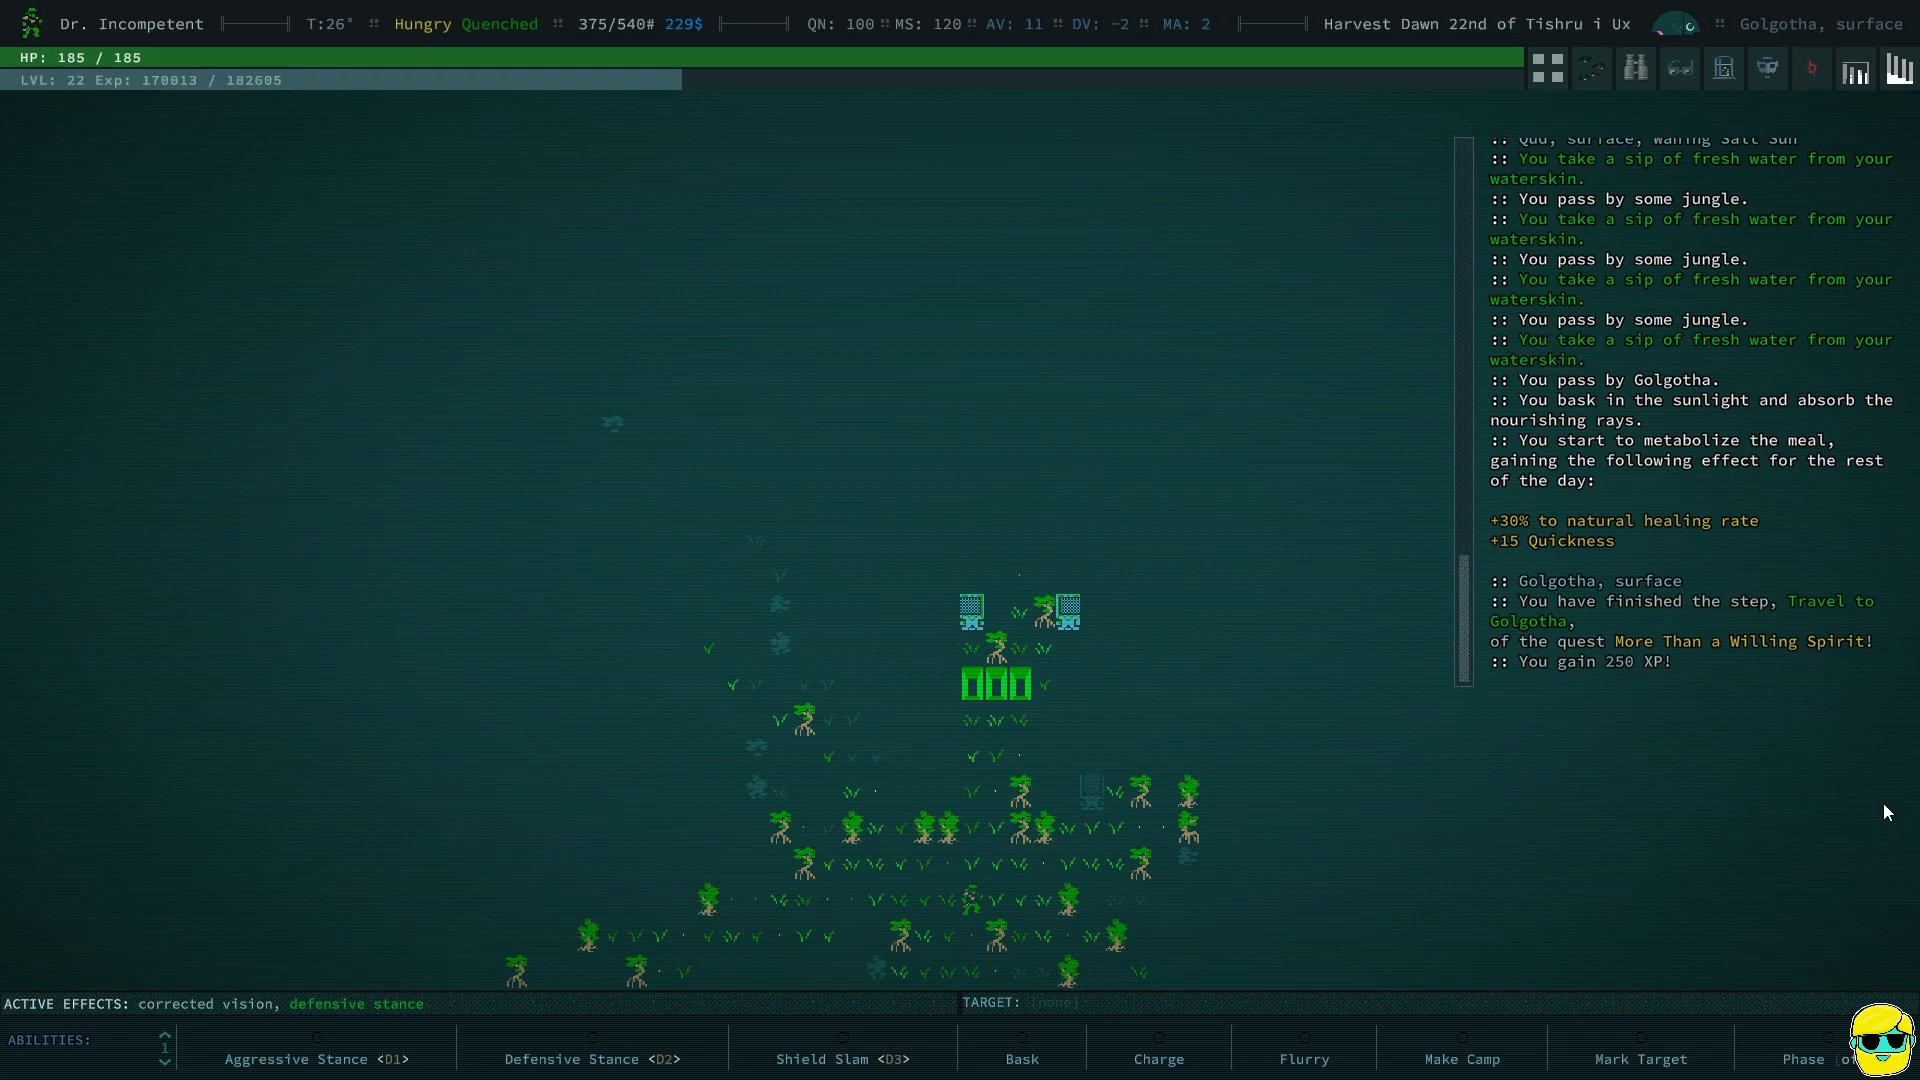 Dr. Incompetent T:26° :: Hungry Quenched :: 375/540# 229$ QN: 100 :: MS: 120 :: AV: 11 :: DV: -2 :: MA: 2 Harvest Dawn 22nd of Tishru i Ux :: Golgotha, surface
HP: 185 / 185
LVL: 22 Exp: 170013 / 182605
:: Qud, surface, Waning Salt Sun
:: You take a sip of fresh water from your
waterskin.
:: You pass by some jungle.
:: You take a sip of fresh water from your
waterskin.
:: You pass by some jungle.
:: You take a sip of fresh water from your
waterskin.
:: You pass by some jungle.
:: You take a sip of fresh water from your
waterskin.
:: You pass by Golgotha.
:: You bask in the sunlight and absorb the
nourishing rays.
:: You start to metabolize the meal,
gaining the following effect for the rest
of the day:
+30% to natural healing rate
+15 Quickness
:: Golgotha, surface
:: You have finished the step, Travel to
Golgotha,
of the quest More Than a Willing Spirit!
:: You gain 250 XP!
ACTIVE EFFECTS: corrected vision, defensive stance TARGET: [none]
ABILITIES: 1 Aggressive Stance <D1> Defensive Stance <D2> Shield Slam <D3> Bask Charge Flurry Make Camp Mark Target Phase